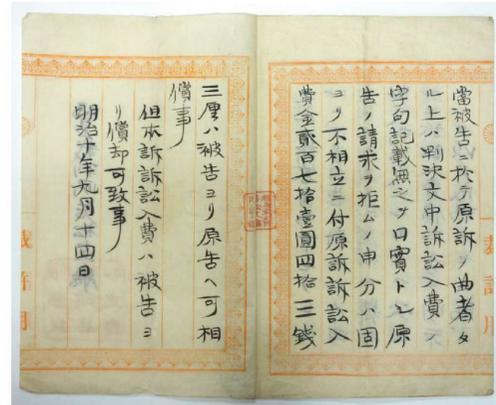 當被告ニ於テ原訴ノ曲者タ
ル上ハ判決文中訴訟入費ノ
字句記載無之ヲ口實トシ原
告ノ請求ヲ拒ムノ申分ハ固
ヨリ不相立ニ付原訴訴訟入
費金貳百七拾壹圓四拾三銭
三厘ハ被告ヨリ原告ヘ可相
償事
但本訴訴訟入費ハ被告ヨ
リ償却可致事
明治十年九月十四日